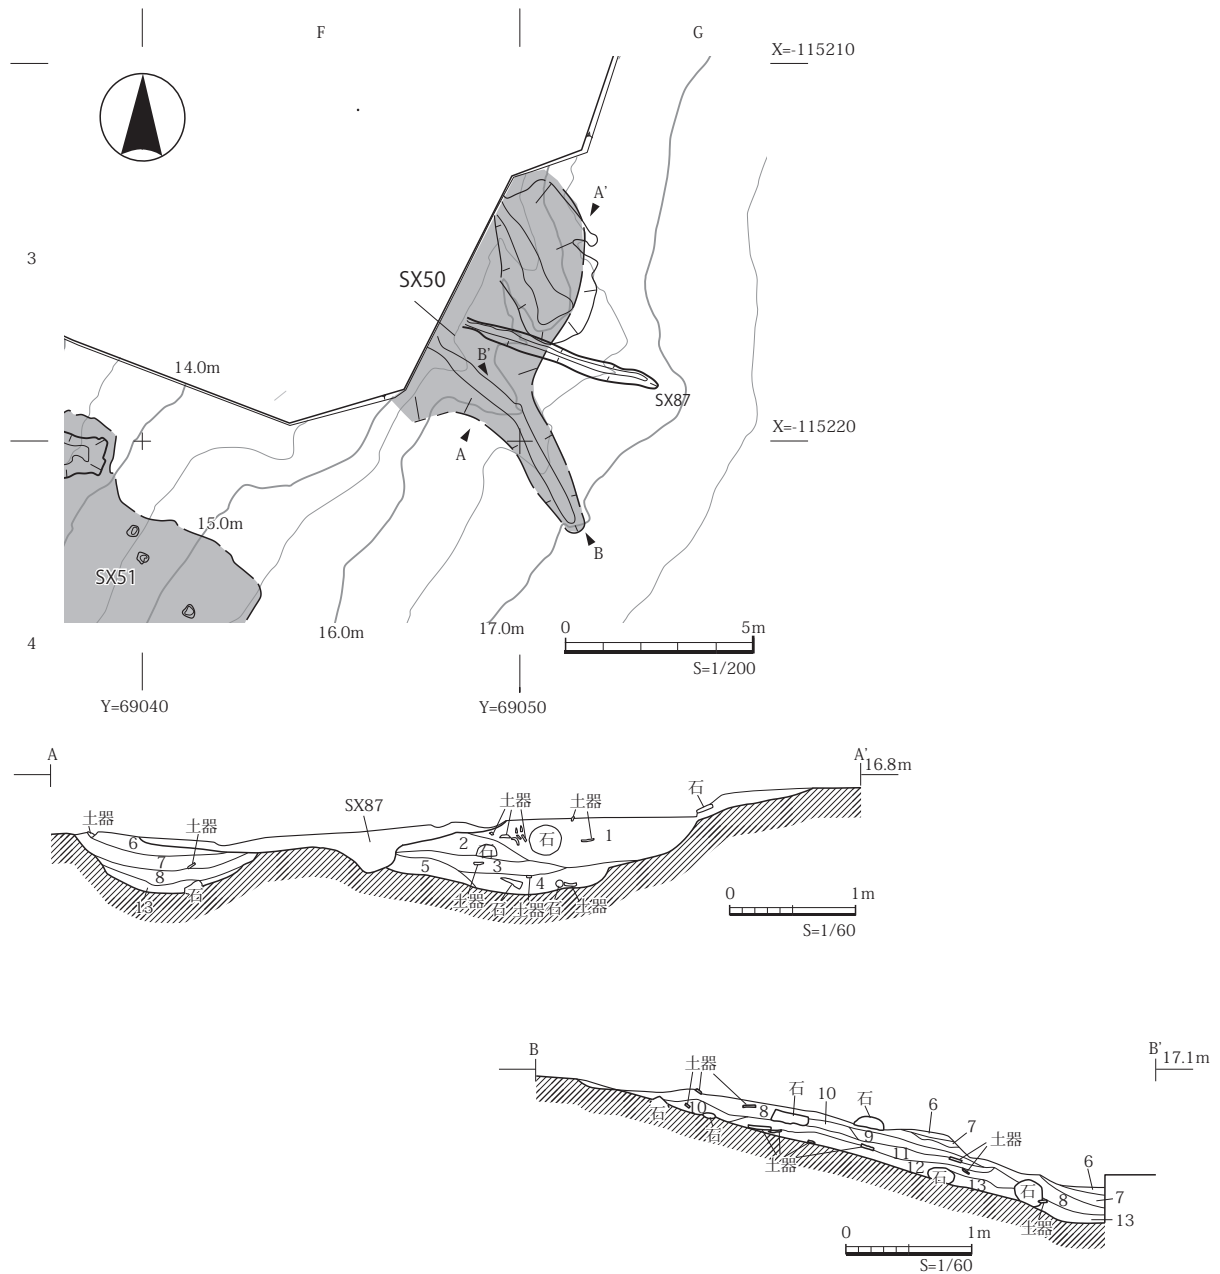 F
G
X=-115210
A'
3
SX50
B'
14.0m
SX87
X=-115220
A
15.0m
B
SX51
16.0m
17.0m
0
5m
4
S=1/200
Y=69040
Y=69050
A
A'
16.8m
石
SX87
土器
土器
土器
土器
6
2
石
石
1
7
5
3
8
4
13
石
土器
石
土器
石
土器
0
1m
S=1/60
B
B'
17.1m
土器
石
10
石
6
石
10
8
7
石
9
土器
11
土器
12
石
13
石
6
8
7
土器
13
0
1m
S=1/60